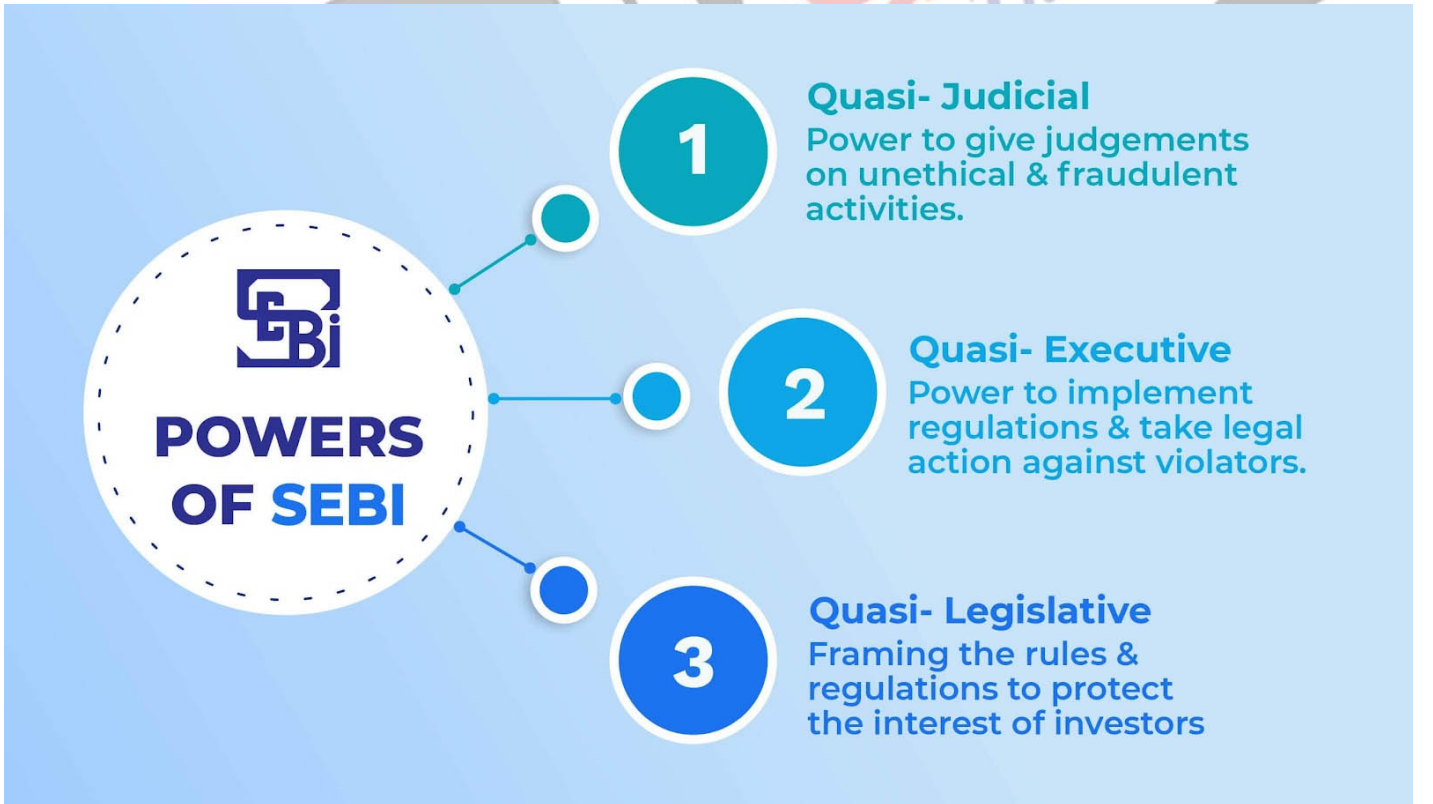 SEBi
POWERS
OF SEBI
1
Quasi- Judicial
Power to give judgements
on unethical & fraudulent
activities.
2
Quasi- Executive
Power to implement
regulations & take legal
action against violators.
3
Quasi- Legislative
Framing the rules &
regulations to protect
the interest of investors